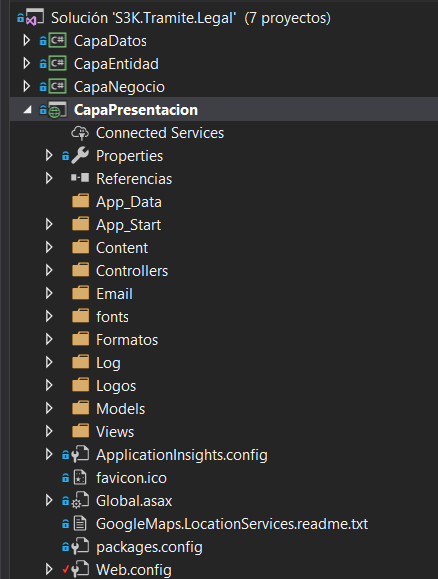 Solución 'S3K.Tramite.Legal' (7 proyectos)
C# CapaDatos
C# CapaEntidad
C# CapaNegocio
CapaPresentacion
Connected Services
Properties
Referencias
App_Data
App_Start
Content
Controllers
Email
fonts
Formatos
Log
Logos
Models
Views
ApplicationInsights.config
favicon.ico
Global.asax
GoogleMaps.LocationServices.readme.txt
packages.config
Web.config